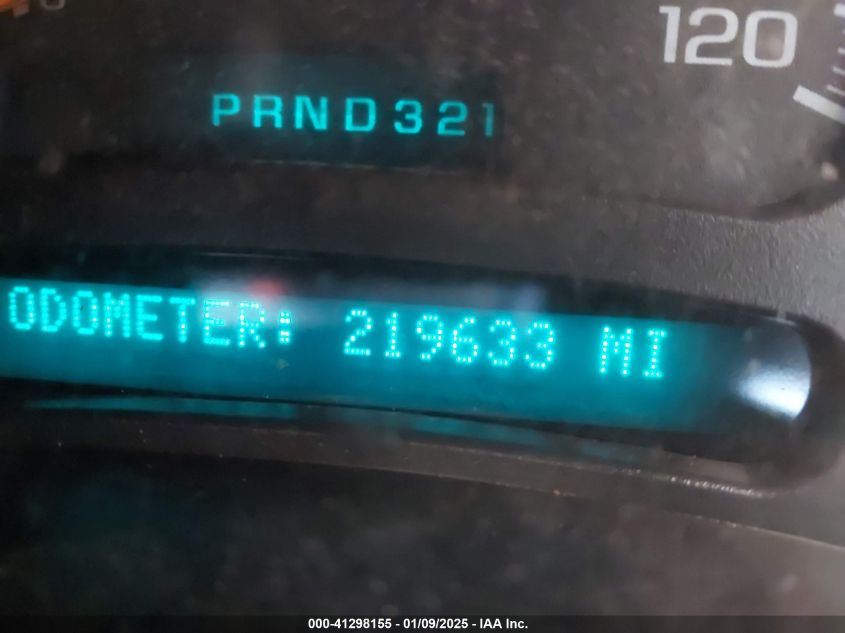 120
PRND321
ODOMETER: 219633 MI
000-41298155 - 01/09/2025 - IAA Inc.